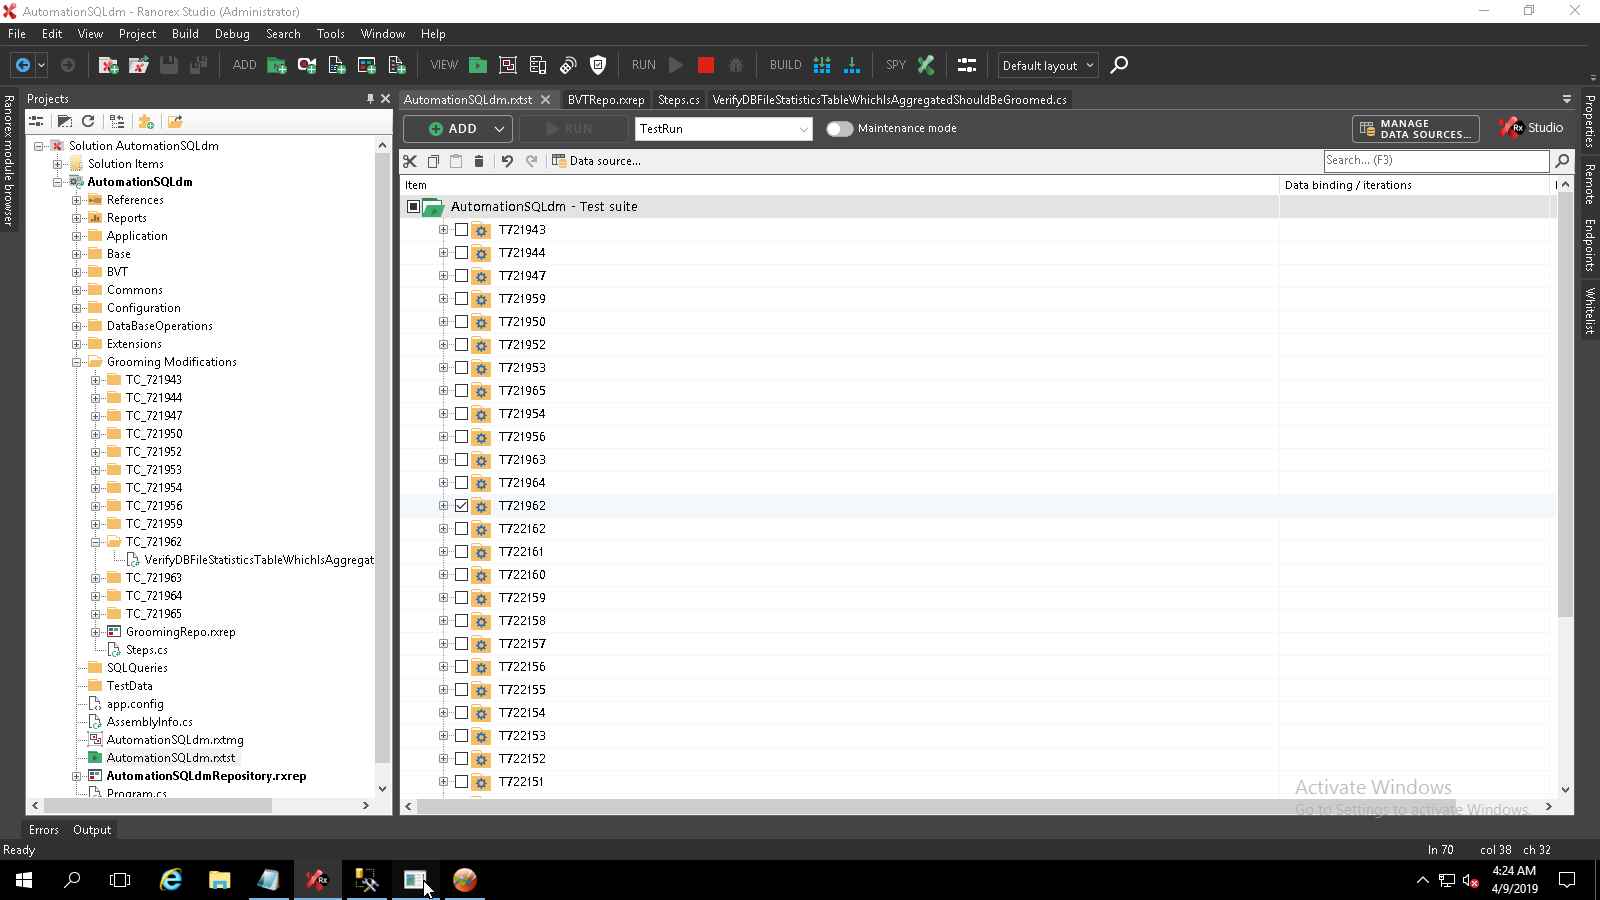 AutomationSQLdm - Ranorex Studio (Administrator)
File Edit View Project Build Debug Search Tools Window Help
ADD VIEW RUN BUILD SPY Default layout
Ranorex module browser
Projects
Solution AutomationSQLdm
Solution Items
AutomationSQLdm
References
Reports
Application
Base
BVT
Commons
Configuration
DataBaseOperations
Extensions
Grooming Modifications
TC_721943
TC_721944
TC_721947
TC_721950
TC_721952
TC_721953
TC_721954
TC_721956
TC_721959
TC_721962
VerifyDBFileStatisticsTableWhichIsAggregat
TC_721963
TC_721964
TC_721965
GroomingRepo.rxrep
Steps.cs
SQLQueries
TestData
app.config
AssemblyInfo.cs
AutomationSQLdm.rxtmg
AutomationSQLdm.rxtst
AutomationSQLdmRepository.rxrep
Program.cs
AutomationSQLdm.rxtst BVTRepo.rxrep Steps.cs VerifyDBFileStatisticsTableWhichIsAggregatedShouldBeGroomed.cs
ADD RUN TestRun Maintenance mode MANAGE DATA SOURCES... Rx Studio
Data source... Search... (F3)
Item Data binding / iterations
AutomationSQLdm - Test suite
T721943
T721944
T721947
T721959
T721950
T721952
T721953
T721965
T721954
T721956
T721963
T721964
T721962
T722162
T722161
T722160
T722159
T722158
T722157
T722156
T722155
T722154
T722153
T722152
T722151
Activate Windows
Go to Settings to activate Windows.
Properties
Remote
Endpoints
Whitelist
Errors Output
Ready ln 70 col 38 ch 32
4:24 AM
4/9/2019